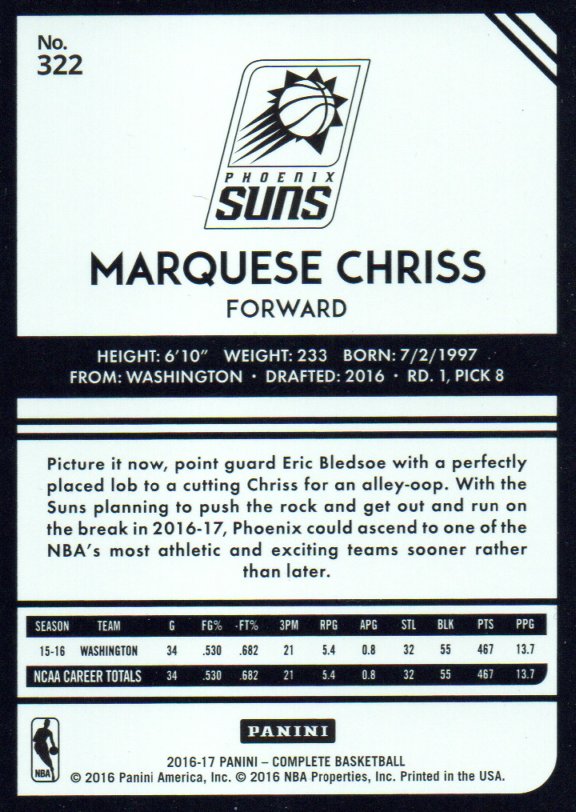 No.
322
PHOENIX
SUNS
MARQUESE CHRISS
FORWARD
HEIGHT: 6'10" WEIGHT: 233 BORN: 7/2/1997
FROM: WASHINGTON • DRAFTED: 2016 • RD. 1, PICK 8
Picture it now, point guard Eric Bledsoe with a perfectly
placed lob to a cutting Chriss for an alley-oop. With the
Suns planning to push the rock and get out and run on
the break in 2016-17, Phoenix could ascend to one of the
NBA's most athletic and exciting teams sooner rather
than later.
SEASON TEAM G FG% FT% 3PM RPG APG STL BLK PTS PPG
15-16 WASHINGTON 34 .530 .682 21 5.4 0.8 32 55 467 13.7
NCAA CAREER TOTALS 34 .530 .682 21 5.4 0.8 32 55 467 13.7
PANINI
NBA
2016-17 PANINI – COMPLETE BASKETBALL
© 2016 Panini America, Inc. © 2016 NBA Properties, Inc. Printed in the USA.